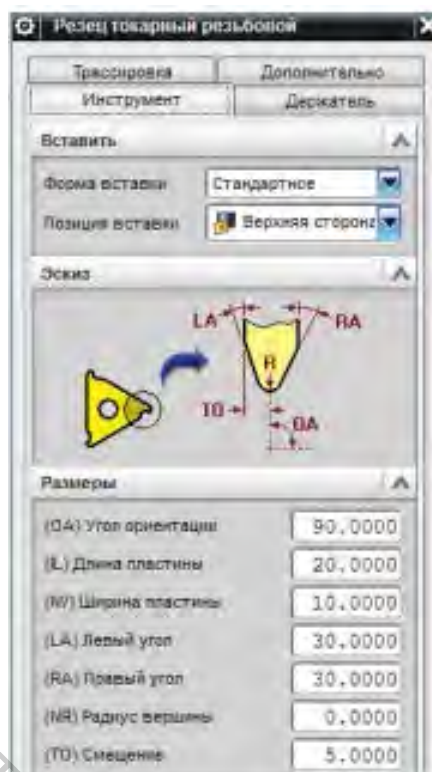 Резец токарный резьбовой
Трассировка Дополнительно
Инструмент Держатель
Вставить
Форма вставки Стандартное
Позиция вставки Верхняя сторона
Эскиз
LA RA
R
TO OA
Размеры
(OA) Угол ориентации 90.0000
(IL) Длина пластины 20.0000
(IW) Ширина пластины 10.0000
(LA) Левый угол 30.0000
(RA) Правый угол 30.0000
(NR) Радиус вершины 0.0000
(TO) Смещение 5.0000